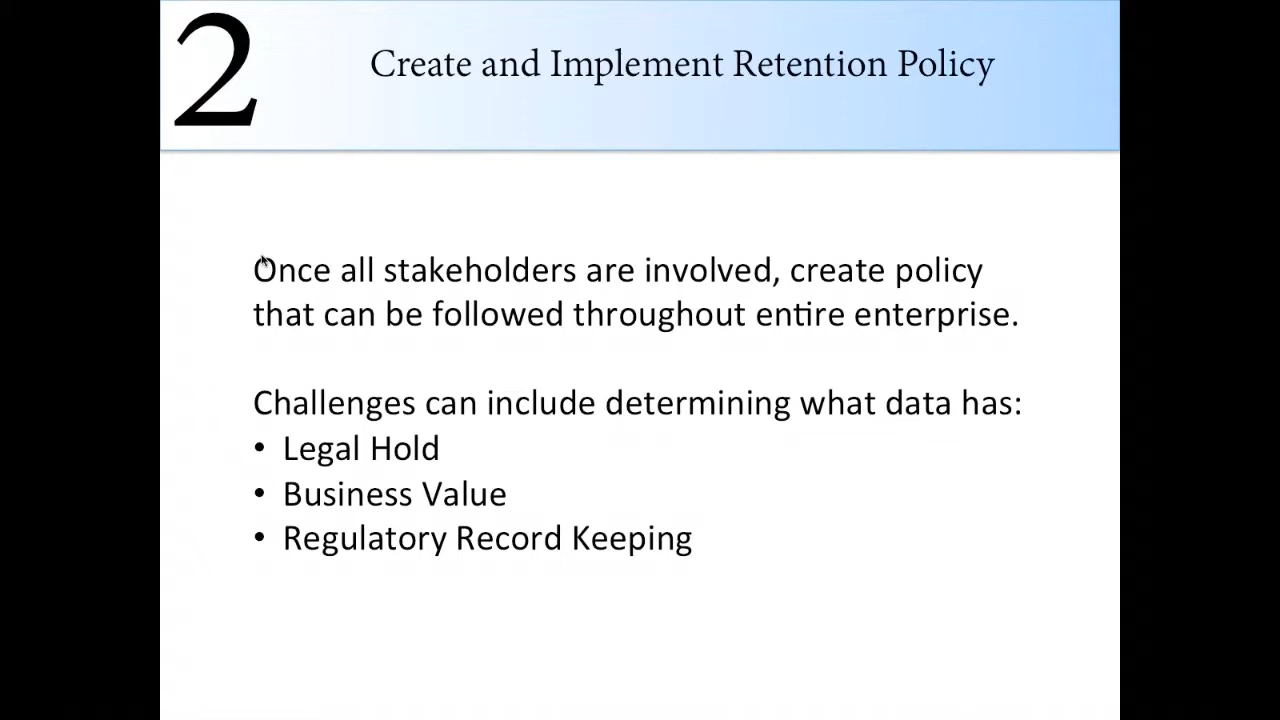 2
Create and Implement Retention Policy
Once all stakeholders are involved, create policy
that can be followed throughout entire enterprise.
Challenges can include determining what data has:
• Legal Hold
• Business Value
• Regulatory Record Keeping